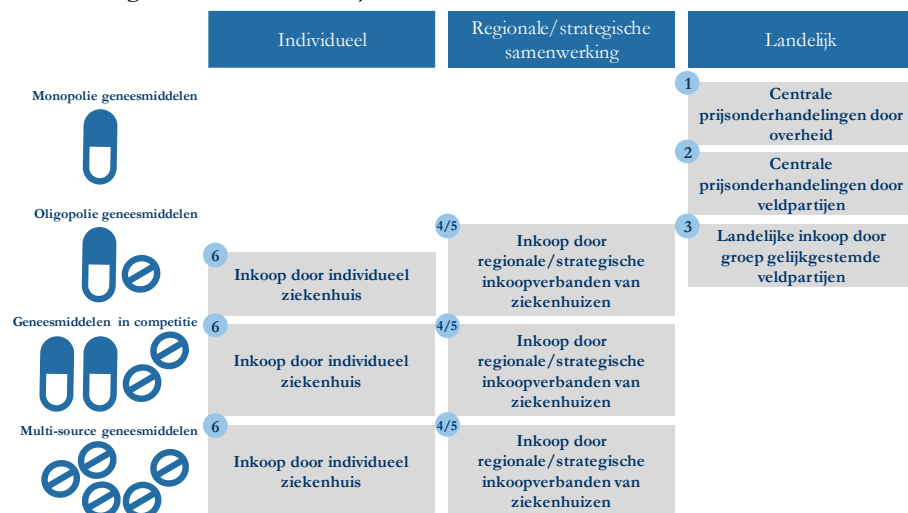 Individueel
Regionale/strategische
samenwerking
Landelijk
Monopolie geneesmiddelen
1
Centrale
prijsonderhandelingen door
overheid
2
Centrale
prijsonderhandelingen door
veldpartijen
Oligopolie geneesmiddelen
6
Inkoop door individueel
ziekenhuis
4/5
Inkoop door
regionale/strategische
inkoopverbanden van
ziekenhuizen
3
Landelijke inkoop door
groep gelijkgestemde
veldpartijen
Geneesmiddelen in competitie
6
Inkoop door individueel
ziekenhuis
4/5
Inkoop door
regionale/strategische
inkoopverbanden van
ziekenhuizen
Multi-source geneesmiddelen
6
Inkoop door individueel
ziekenhuis
4/5
Inkoop door
regionale/strategische
inkoopverbanden van
ziekenhuizen